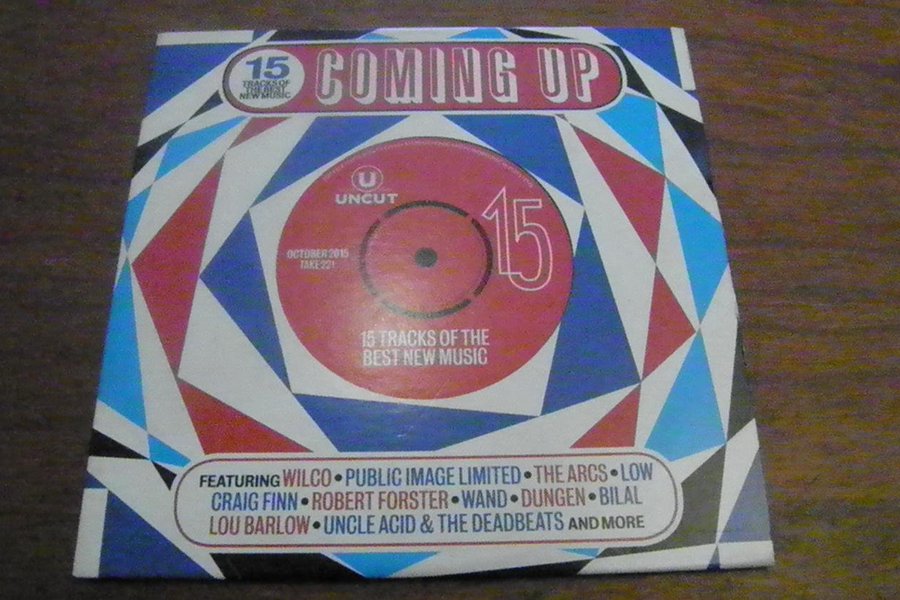 15
TRACKS OF
THE BEST
NEW MUSIC
COMING UP
U
UNCUT
15
OCTOBER 2015
TAKE 221
15 TRACKS OF THE
BEST NEW MUSIC
FEATURING WILCO • PUBLIC IMAGE LIMITED • THE ARCS • LOW
CRAIG FINN • ROBERT FORSTER • WAND • DUNGEN • BILAL
LOU BARLOW • UNCLE ACID & THE DEADBEATS AND MORE